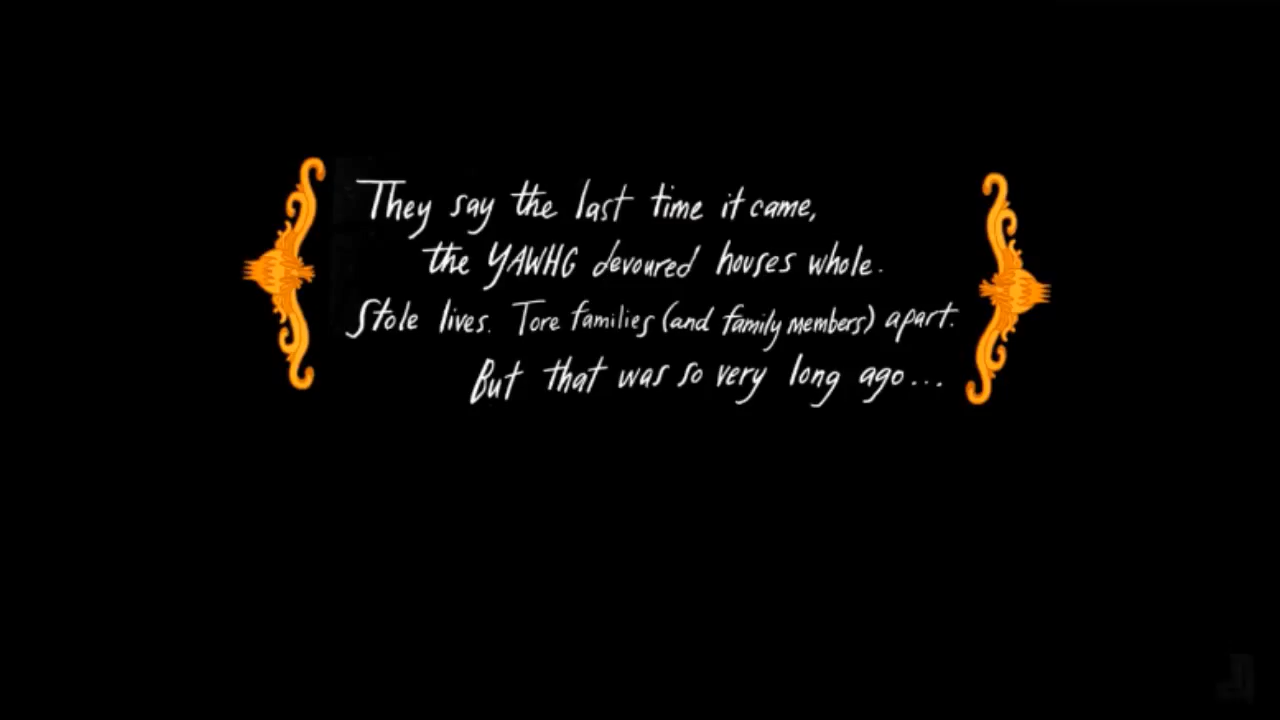 They say the last time it came,
the YAWHG devoured houses whole.
Stole lives. Tore families (and family members) apart.
But that was so very long ago...